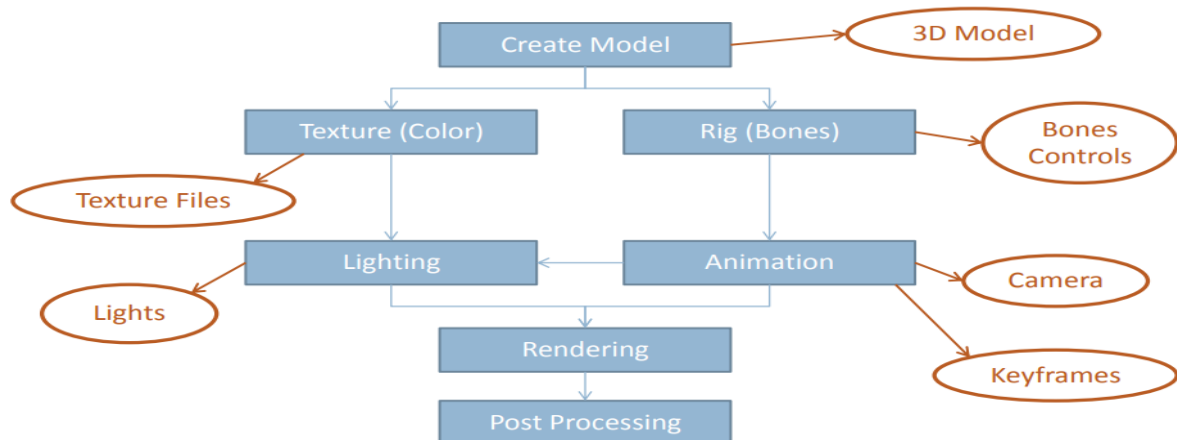 Create Model
3D Model
Texture (Color)
Rig (Bones)
Bones
Controls
Texture Files
Lighting
Animation
Camera
Lights
Rendering
Keyframes
Post Processing